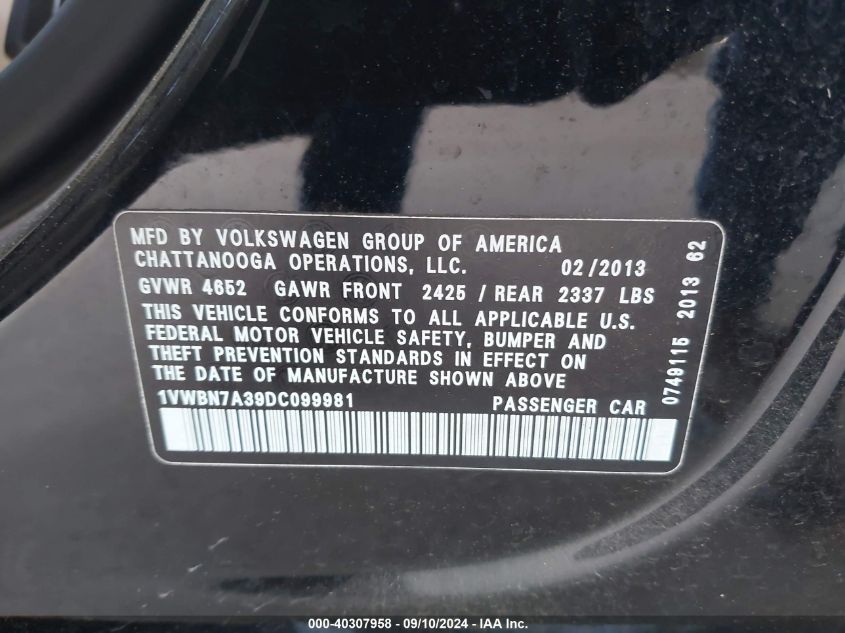 MFD BY VOLKSWAGEN GROUP OF AMERICA
CHATTANOOGA OPERATIONS, LLC. 02/2013
GVWR 4652 GAWR FRONT 2425 / REAR 2337 LBS
THIS VEHICLE CONFORMS TO ALL APPLICABLE U.S.
FEDERAL MOTOR VEHICLE SAFETY, BUMPER AND
THEFT PREVENTION STANDARDS IN EFFECT ON
THE DATE OF MANUFACTURE SHOWN ABOVE
1VWBN7A39DC099981 PASSENGER CAR
0749115 2013 62
000-40307958 - 09/10/2024 - IAA Inc.